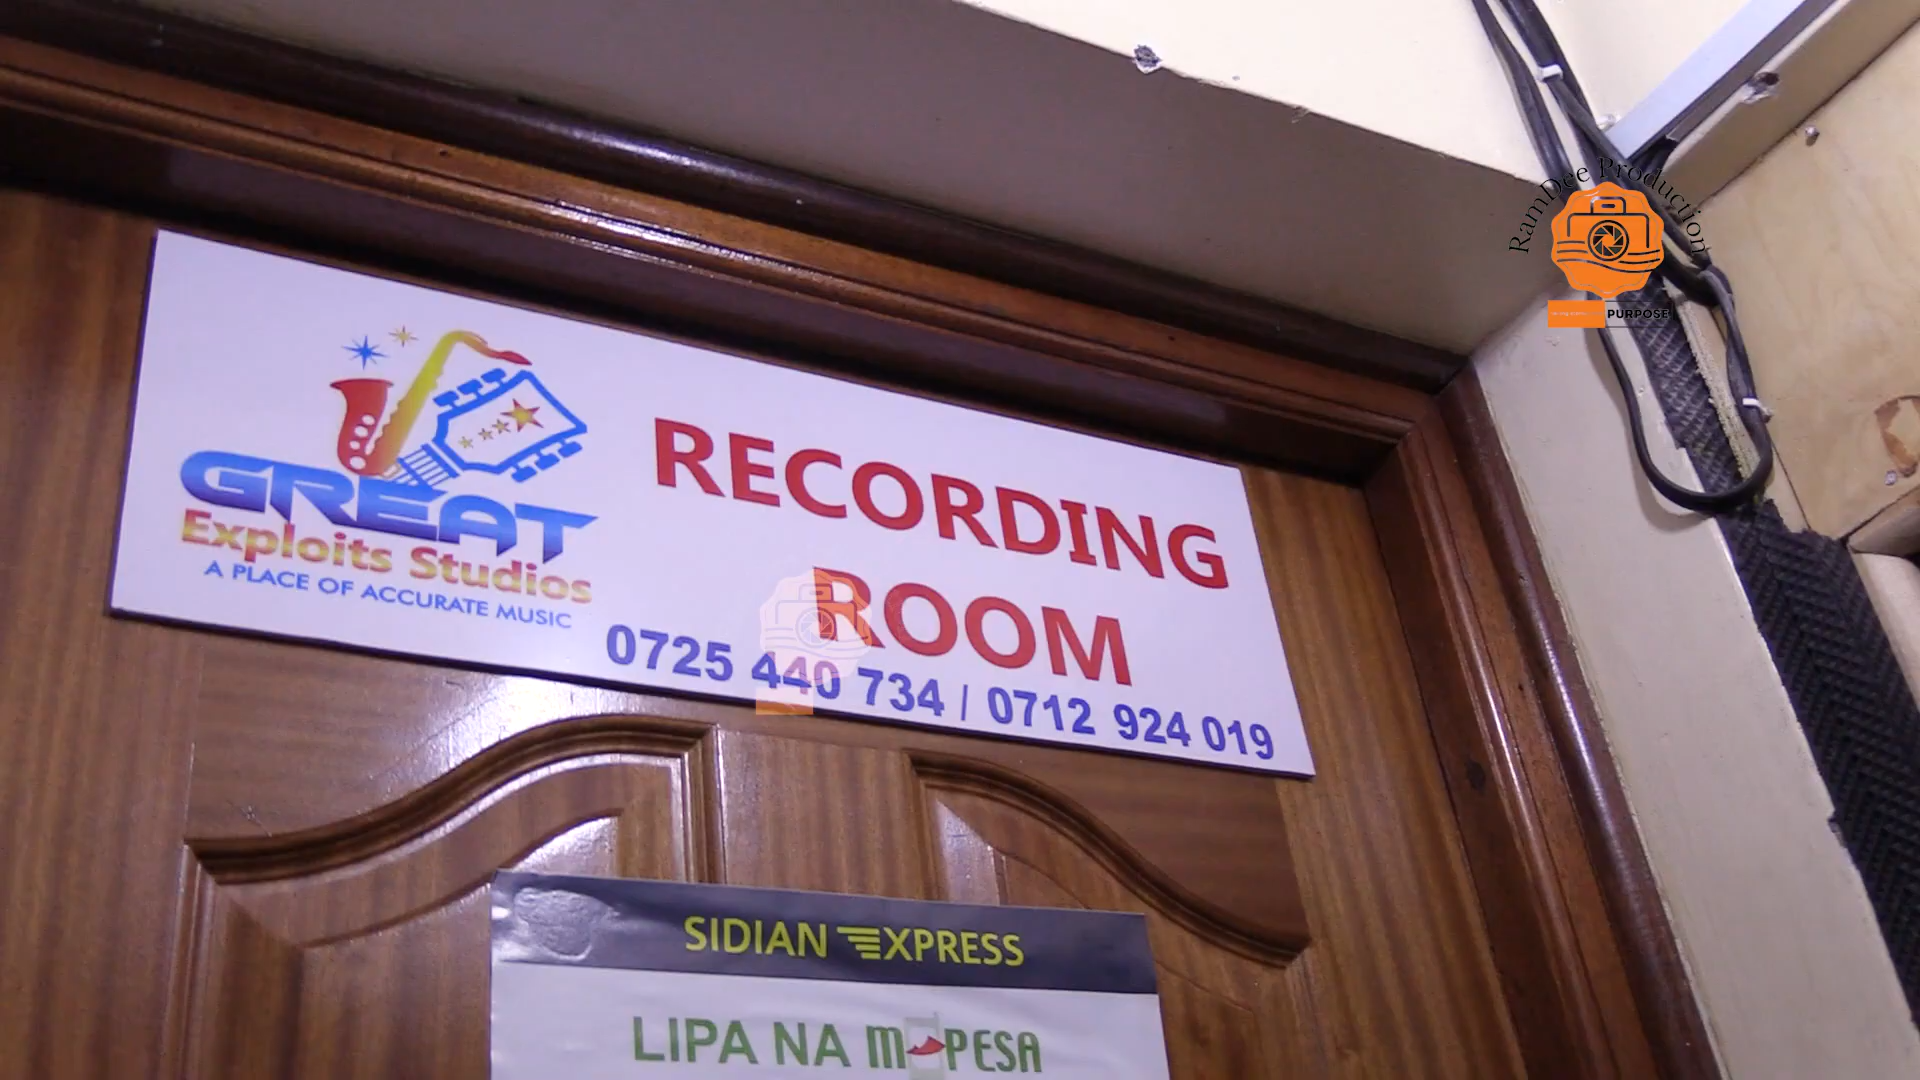 RamDee Production
PURPOSE
GREAT
Exploits Studios
A PLACE OF ACCURATE MUSIC
RECORDING
ROOM
0725 440 734 / 0712 924 019
SIDIAN EXPRESS
LIPA NA M-PESA